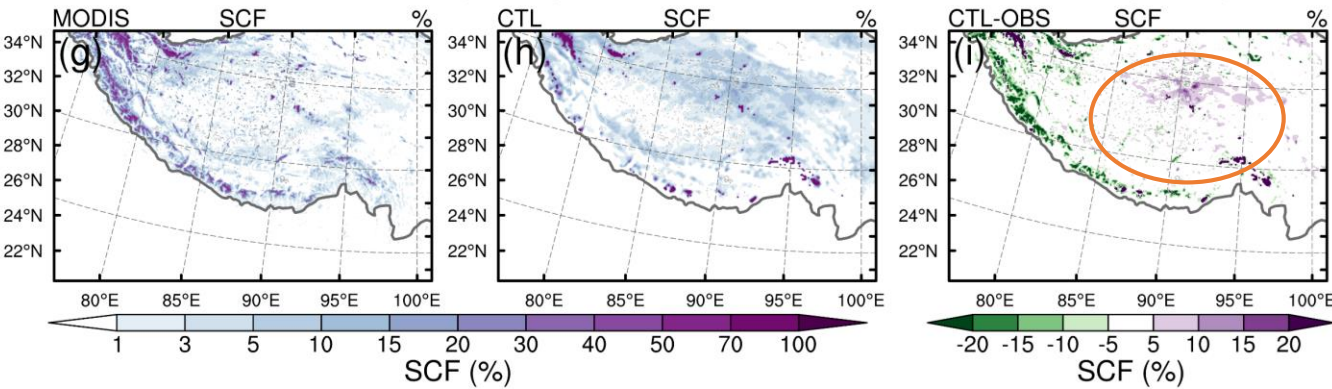 MODIS SCF %
CTL SCF %
CTL-OBS SCF %
(g)
(h)
(i)
34°N
32°N
30°N
28°N
26°N
24°N
22°N
80°E 85°E 90°E 95°E 100°E
34°N
32°N
30°N
28°N
26°N
24°N
22°N
80°E 85°E 90°E 95°E 100°E
34°N
32°N
30°N
28°N
26°N
24°N
22°N
80°E 85°E 90°E 95°E 100°E
1 3 5 10 15 20 30 40 50 70 100
SCF (%)
-20 -15 -10 -5 5 10 15 20
SCF (%)